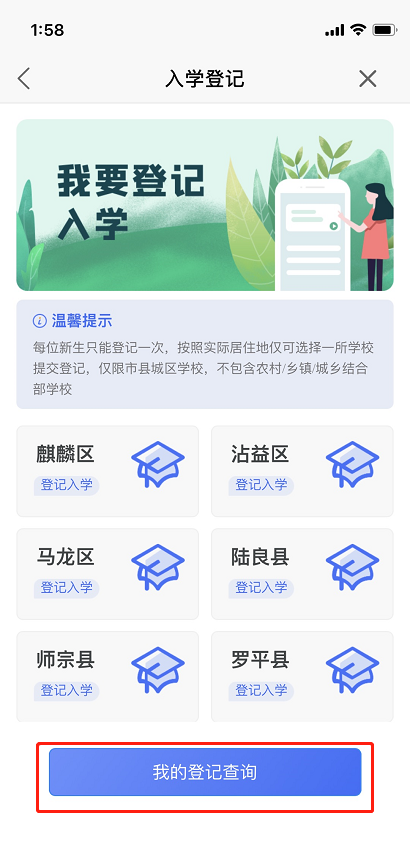 1:58
入学登记
我要登记
入学
温馨提示
每位新生只能登记一次，按照实际居住地仅可选择一所学校
提交登记，仅限市县城区学校，不包含农村/乡镇/城乡结合
部学校
麒麟区
登记入学
沾益区
登记入学
马龙区
登记入学
陆良县
登记入学
师宗县
登记入学
罗平县
登记入学
我的登记查询